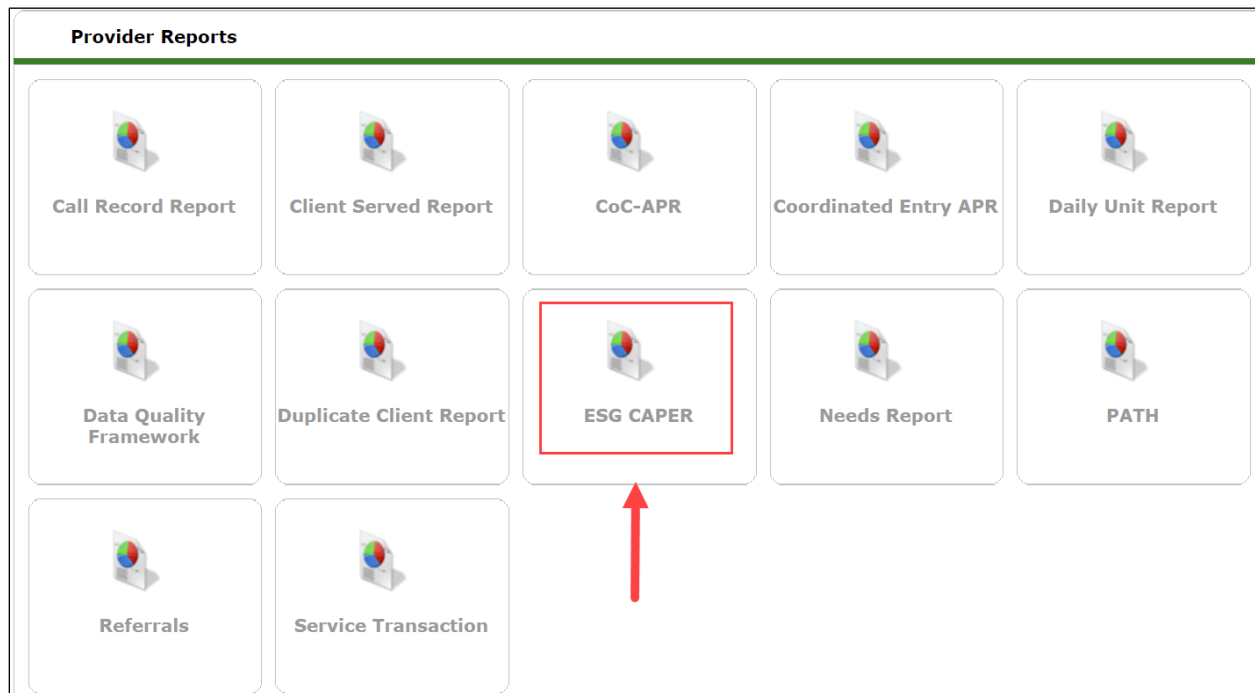 Provider Reports
Call Record Report
Client Served Report
CoC-APR
Coordinated Entry APR
Daily Unit Report
Data Quality
Framework
Duplicate Client Report
ESG CAPER
Needs Report
PATH
Referrals
Service Transaction